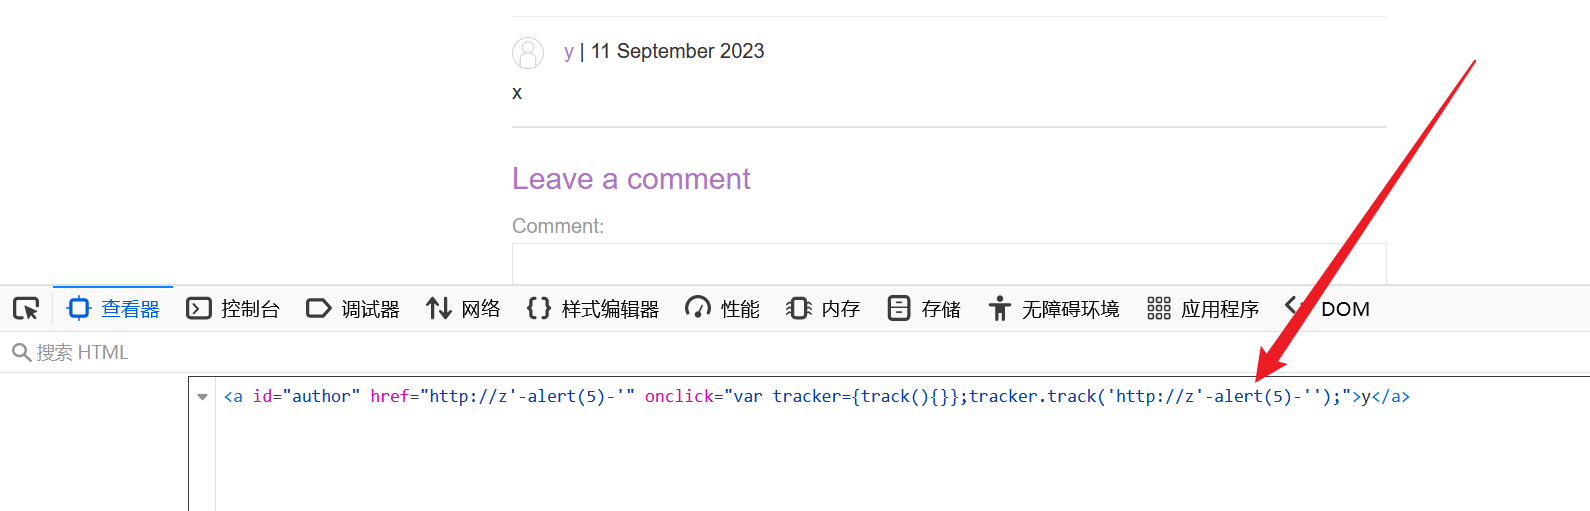 y | 11 September 2023
x
Leave a comment
Comment:
查看器 控制台 调试器 网络 样式编辑器 性能 内存 存储 无障碍环境 应用程序 DOM
搜索 HTML
<a id="author" href="http://z'-alert(5)-'" onclick="var tracker={track(){}};tracker.track('http://z'-alert(5)-'');">y</a>